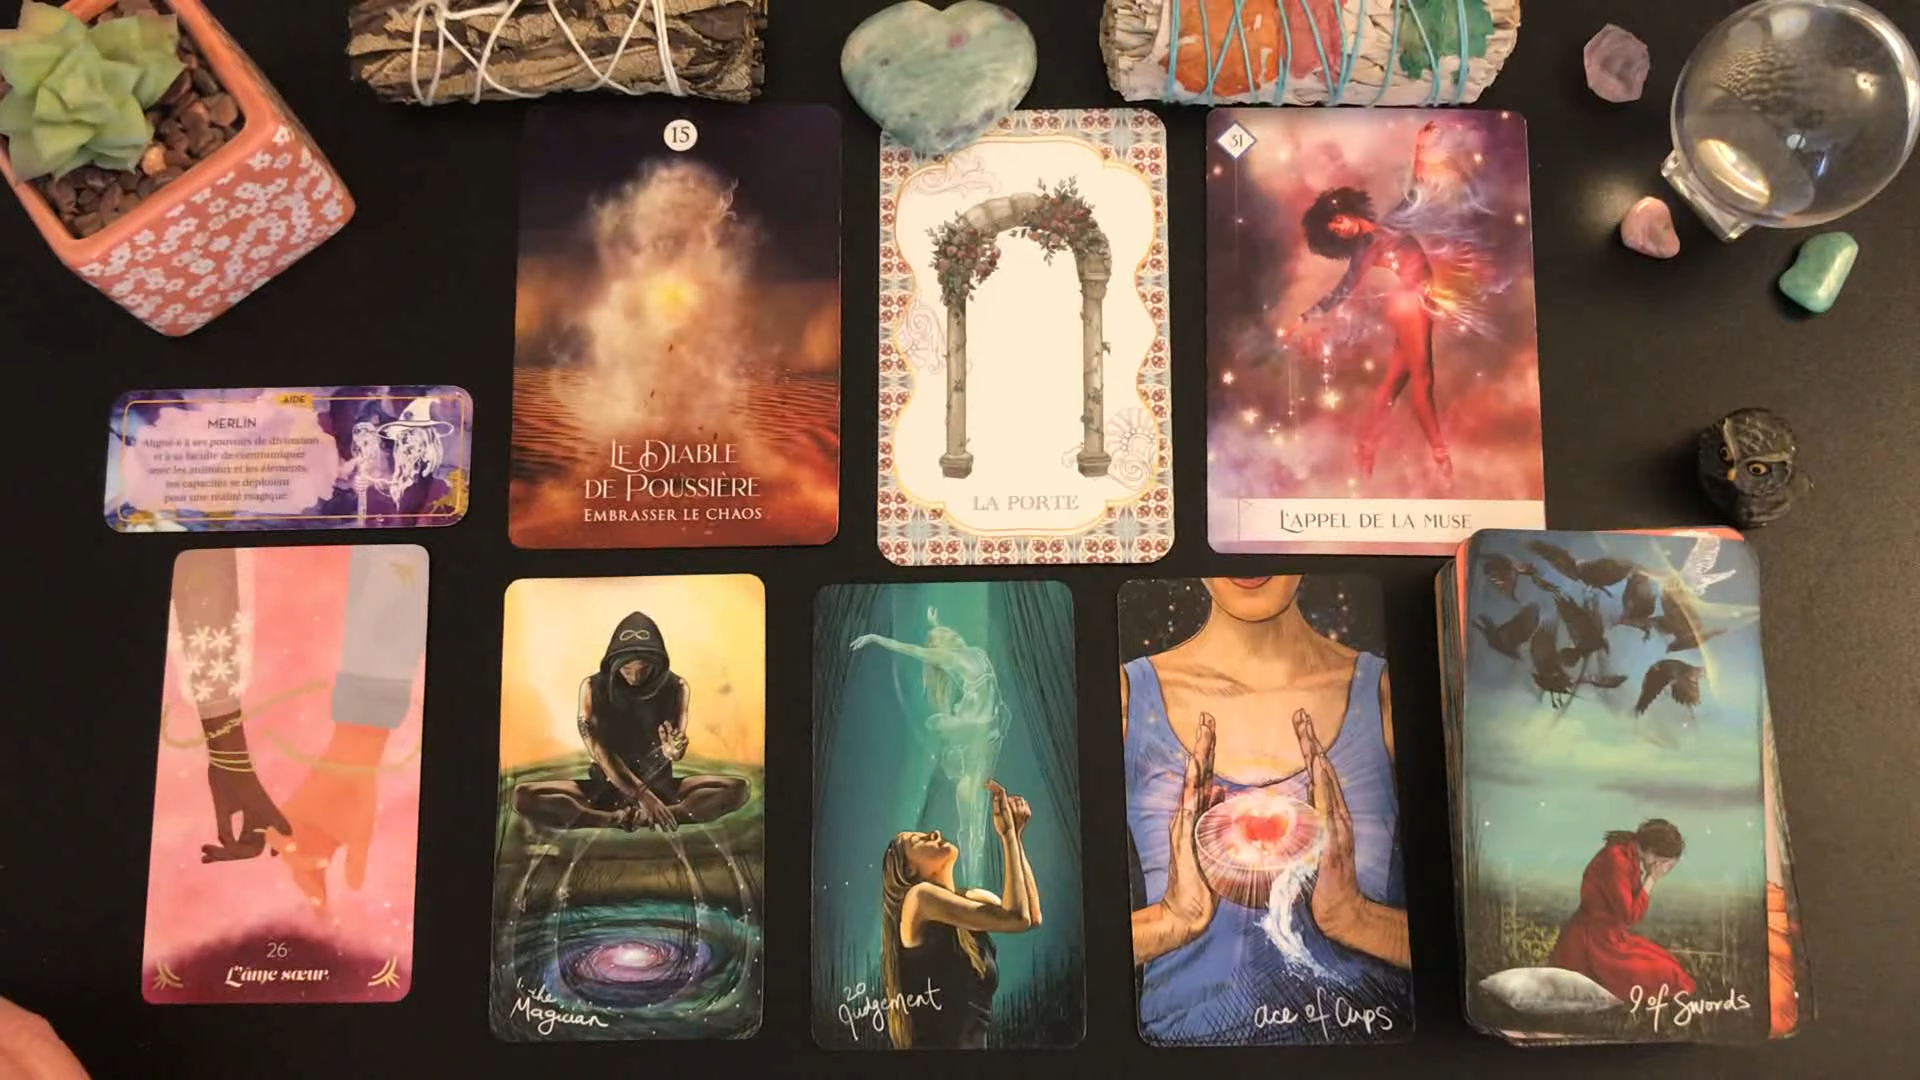 15
LE DIABLE
DE POUSSIÈRE
EMBRASSER LE CHAOS
LA PORTE
31
L'APPEL DE LA MUSE
AIDE
MERLIN
Aligné·e à ses pouvoirs de divination
et à sa faculté de communiquer
avec les animaux et les éléments,
tes capacités se déploient
pour une réalité magique.
26
L'âme sœur
1. the
Magician
20
Judgement
ace of Cups
9 of Swords